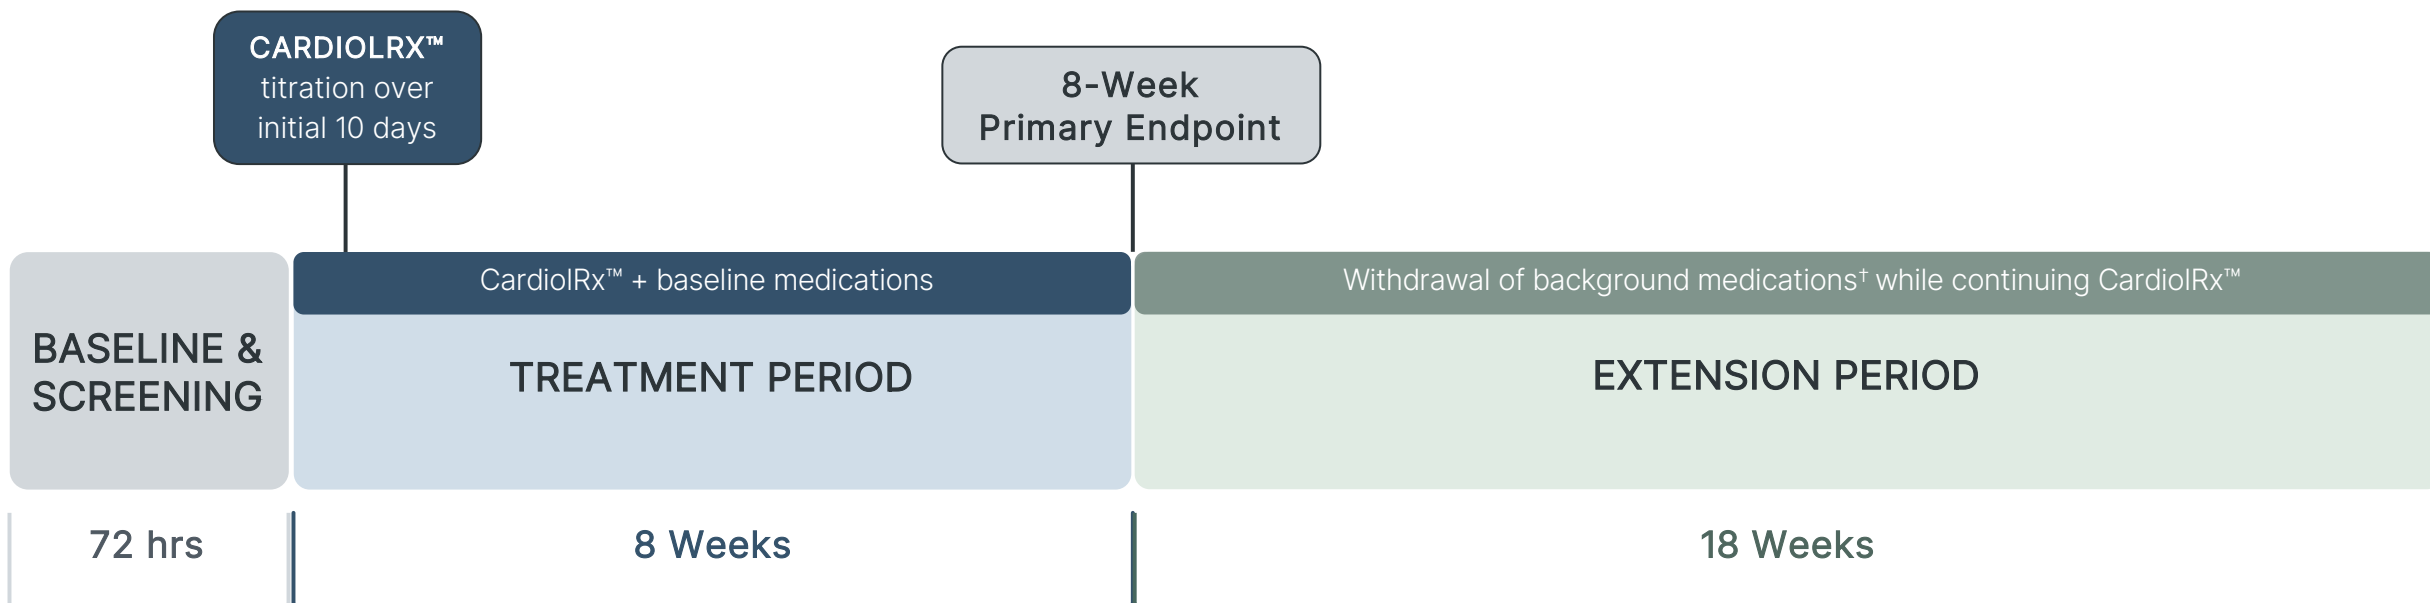 CARDIOLRX™
titration over
initial 10 days
8-Week
Primary Endpoint
CardiolRx™ + baseline medications
Withdrawal of background medications† while continuing CardiolRx™
BASELINE &
SCREENING
TREATMENT PERIOD
EXTENSION PERIOD
72 hrs
8 Weeks
18 Weeks